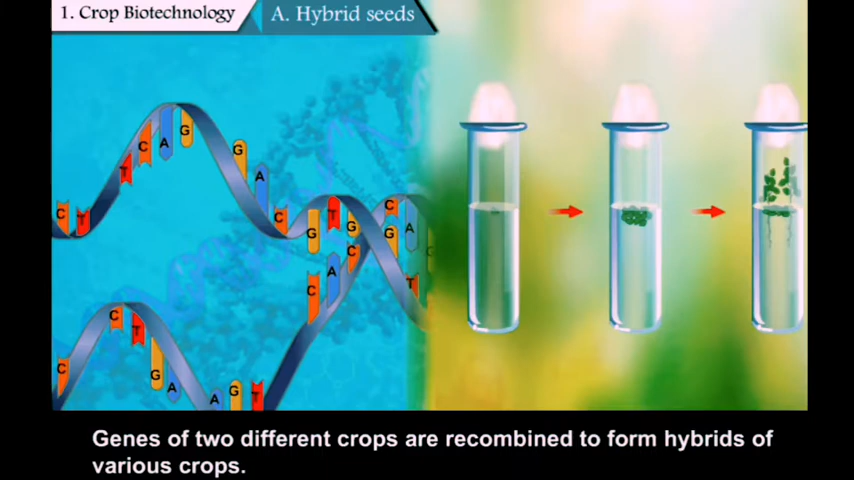 1. Crop Biotechnology
A. Hybrid seeds
C T T C A G G A C G T G C G A
C A C T
C T G A A G T
C
Genes of two different crops are recombined to form hybrids of
various crops.